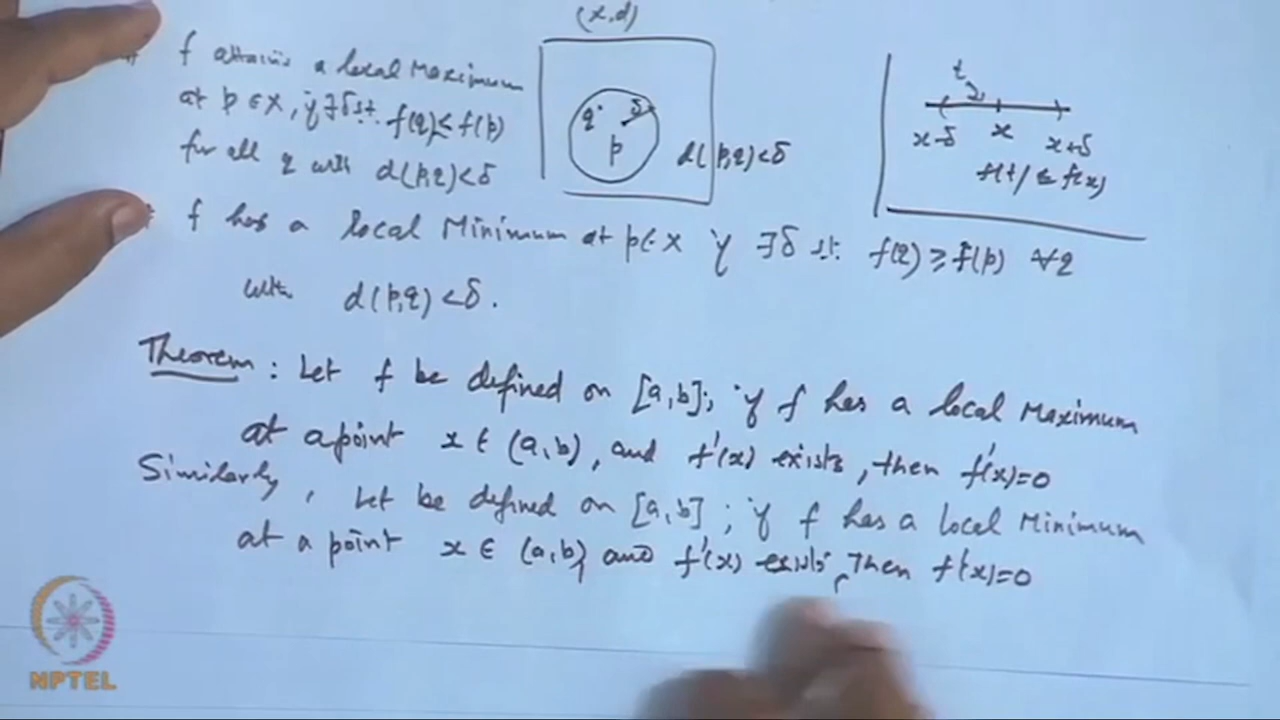 (X,d)
f attains a local Maximum
at p ∈ X, if ∃ δ s.t. f(q) ≤ f(p)
for all q with d(p,q) < δ
q
δ
p
d(p,q) < δ
t
x-δ x x+δ
f(t) ≤ f(x)
f has a local Minimum at p ∈ X if ∃ δ s.t. f(q) ≥ f(p) ∀ q
with d(p,q) < δ.
Theorem : Let f be defined on [a,b]; if f has a local Maximum
at a point x ∈ (a,b), and f'(x) exists, then f'(x)=0
Similarly, Let be defined on [a,b] ; if f has a local Minimum
at a point x ∈ (a,b) and f'(x) exists, Then f'(x)=0
NPTEL